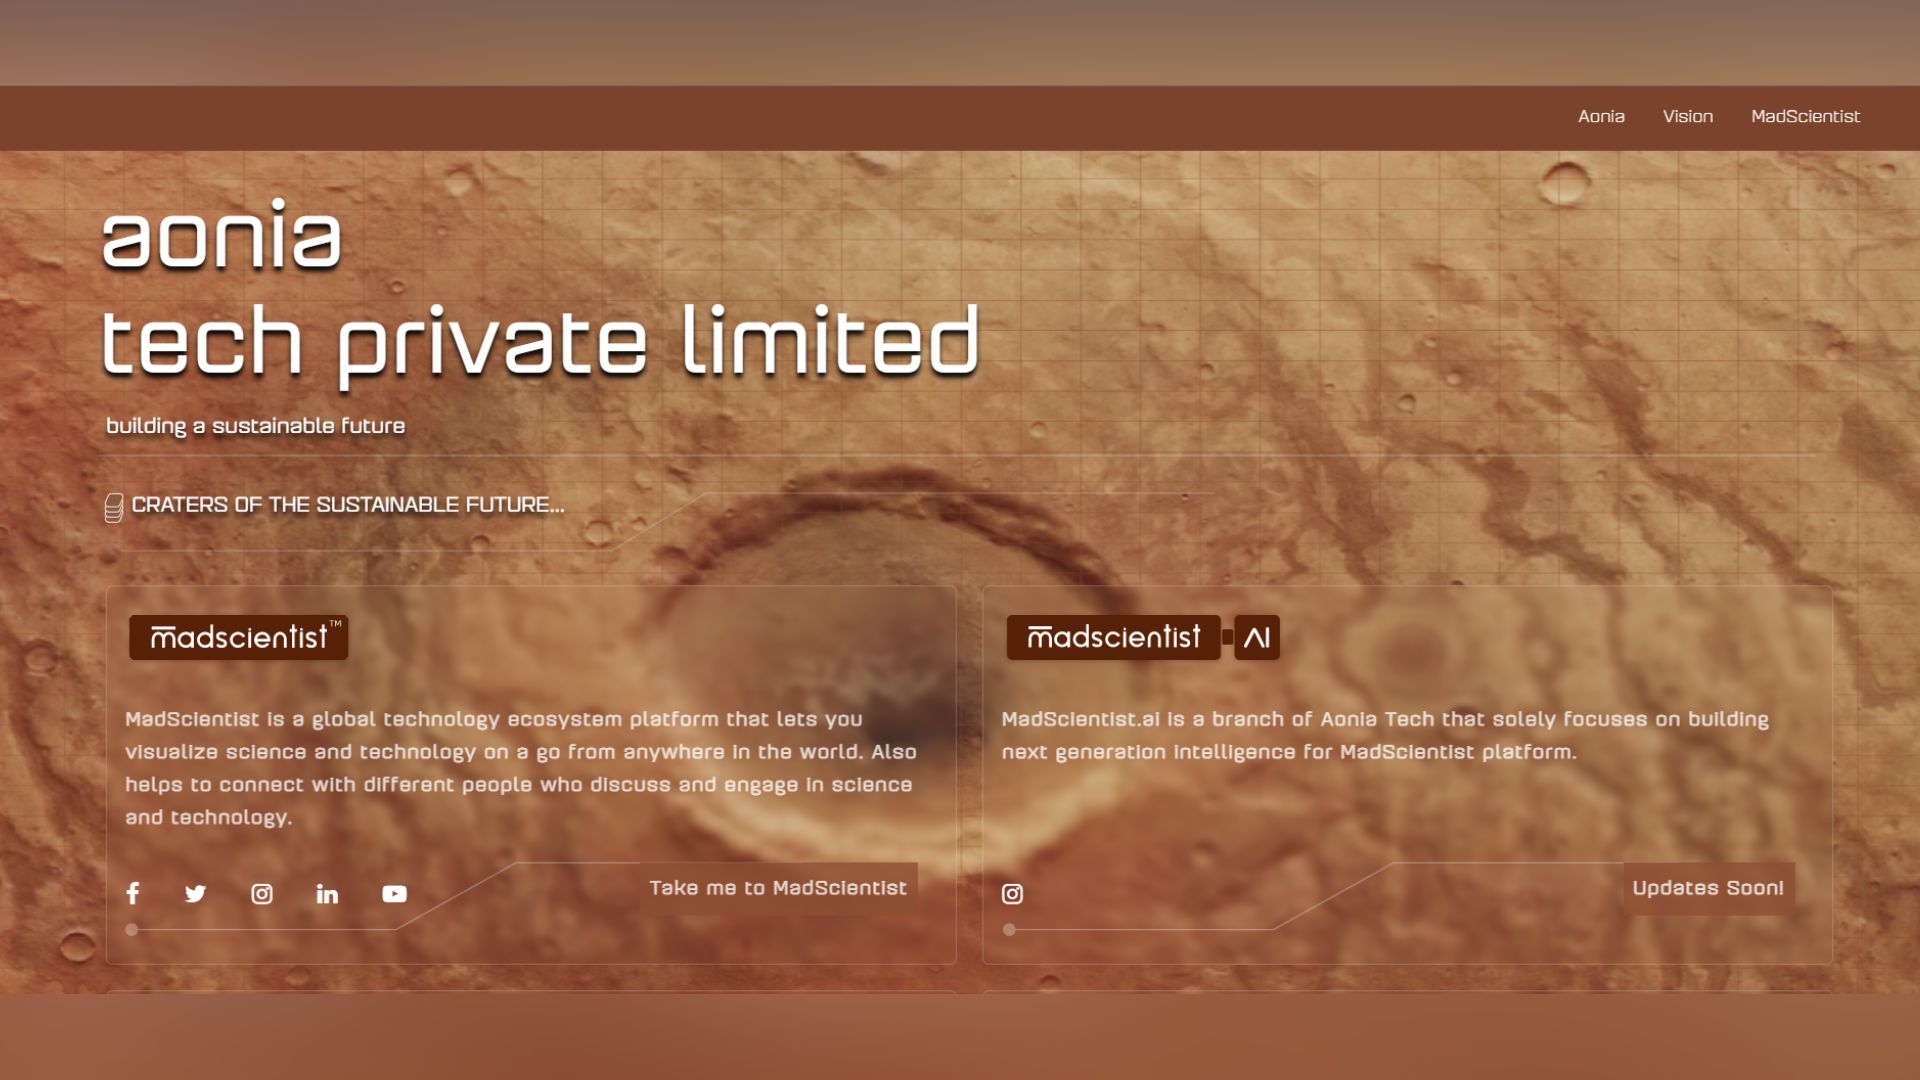 Aonia Vision MadScientist
aonia
tech private limited
building a sustainable future
CRATERS OF THE SUSTAINABLE FUTURE...
madscientist™
MadScientist is a global technology ecosystem platform that lets you
visualize science and technology on a go from anywhere in the world. Also
helps to connect with different people who discuss and engage in science
and technology.
Take me to MadScientist
madscientist AI
MadScientist.ai is a branch of Aonia Tech that solely focuses on building
next generation intelligence for MadScientist platform.
Updates Soon!